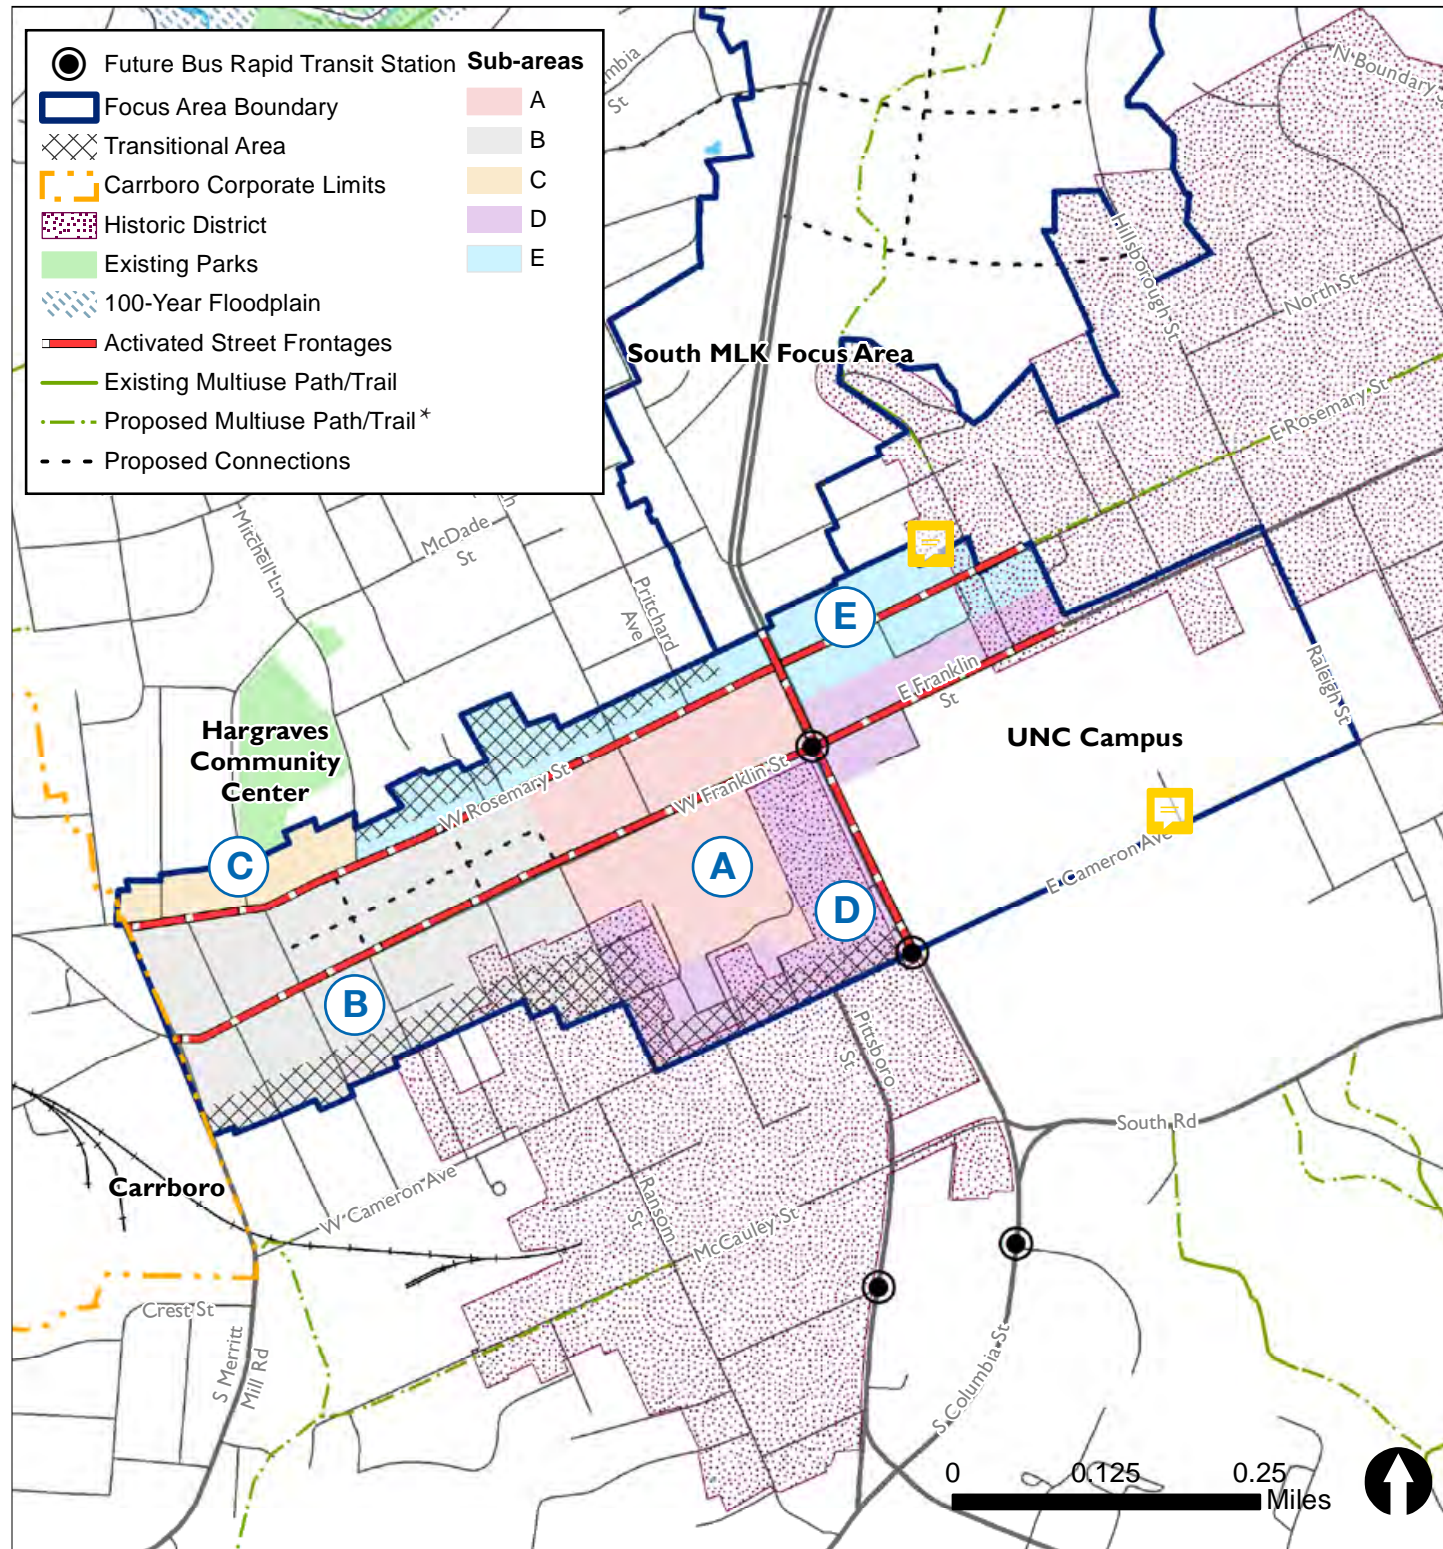 Future Bus Rapid Transit Station
Focus Area Boundary
Transitional Area
Carrboro Corporate Limits
Historic District
Existing Parks
100-Year Floodplain
Activated Street Frontages
Existing Multiuse Path/Trail
Proposed Multiuse Path/Trail*
Proposed Connections
Sub-areas
A
B
C
D
E
St
N Boundary
Hillsborough St
North St
South MLK Focus Area
E Rosemary St
Mitchell Ln
McDade
St
Pritchard
Ave
E
E Franklin
St
Raleigh St
Hargraves
Community
Center
UNC Campus
W Rosemary St
W Franklin St
C
A
D
E Cameron Ave
B
Pittsboro
St
South Rd
Carrboro
W Cameron Ave
Ransom
St
McCauley St
Crest St
S Merritt
Mill Rd
S Columbia St
0 0.125 0.25
Miles